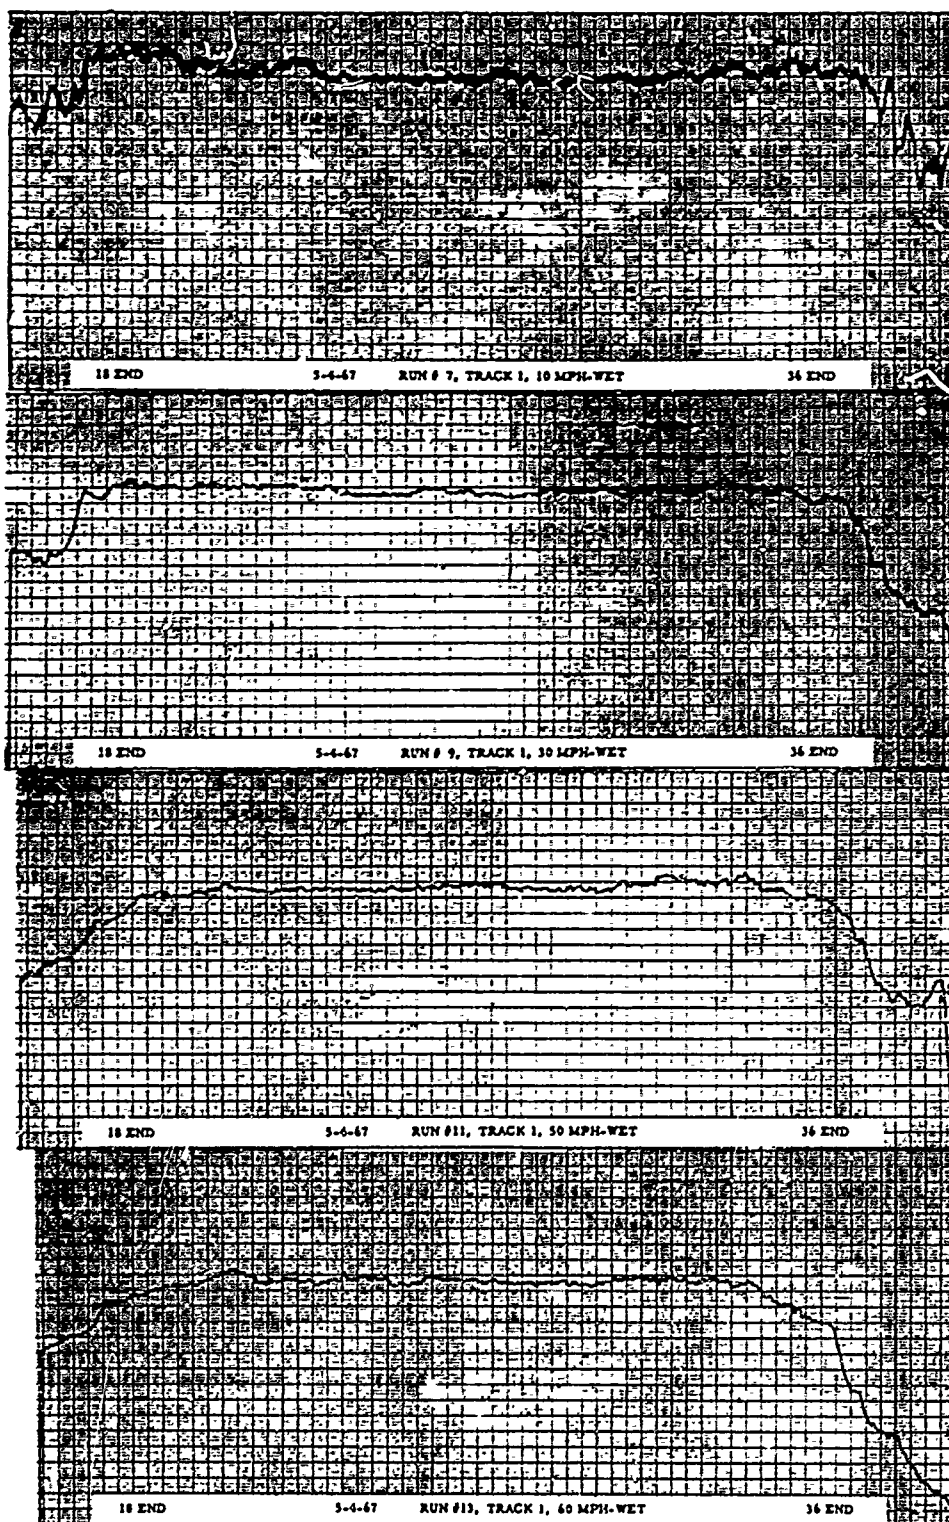 18 END 5-4-67 RUN # 7, TRACK 1, 10 MPH-WET 36 END
18 END 5-4-67 RUN # 9, TRACK 1, 30 MPH-WET 36 END
18 END 5-4-67 RUN #11, TRACK 1, 50 MPH-WET 36 END
18 END 5-4-67 RUN #13, TRACK 1, 60 MPH-WET 36 END